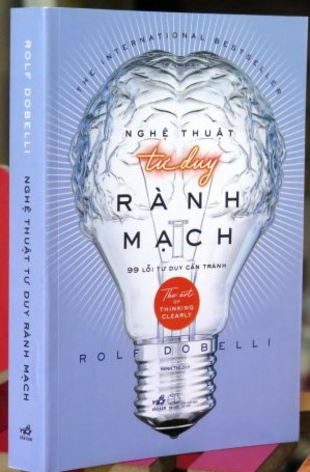 ROLF DOBELLI NGHỆ THUẬT TƯ DUY RÀNH MẠCH
THE INTERNATIONAL BESTSELLER
NGHỆ THUẬT
tư duy
RÀNH
MẠCH
99 LỖI TƯ DUY CẦN TRÁNH
The art
OF
THINKING
CLEARLY
ROLF DOBELLI